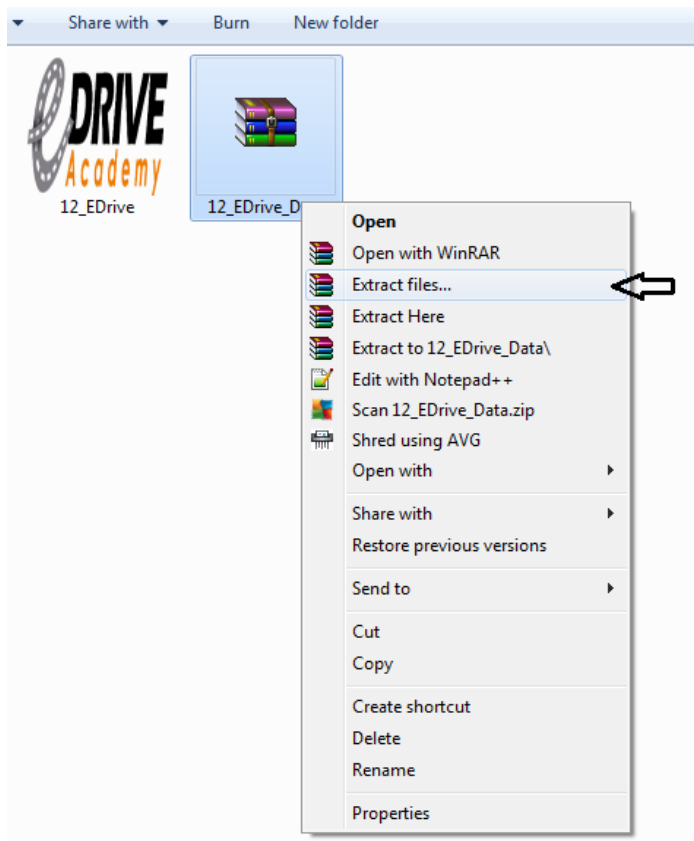 Share with
Burn
New folder
eDRIVE
Academy
12_EDrive
12_EDrive_D
Open
Open with WinRAR
Extract files...
Extract Here
Extract to 12_EDrive_Data\
Edit with Notepad++
Scan 12_EDrive_Data.zip
Shred using AVG
Open with
Share with
Restore previous versions
Send to
Cut
Copy
Create shortcut
Delete
Rename
Properties